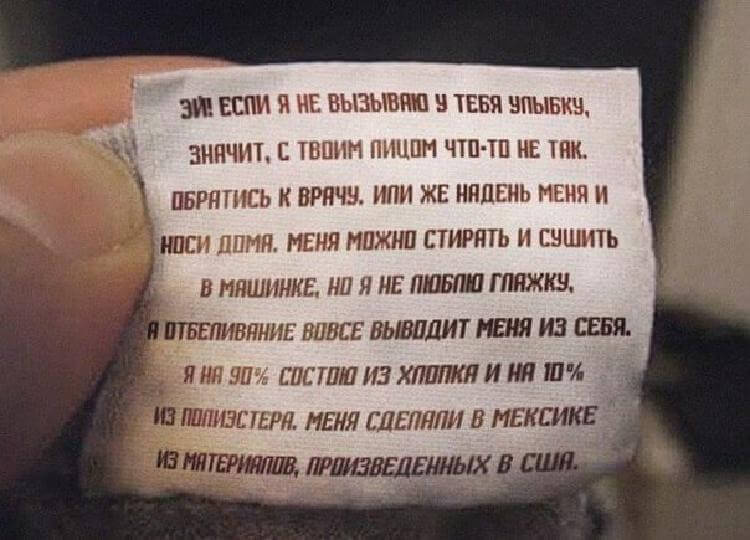 ЭЙ! ЕСЛИ Я НЕ ВЫЗЫВАЮ У ТЕБЯ УЛЫБКУ,
ЗНАЧИТ, С ТВОИМ ЛИЦОМ ЧТО-ТО НЕ ТАК.
ОБРАТИСЬ К ВРАЧУ. ИЛИ ЖЕ НАДЕНЬ МЕНЯ И
НОСИ ДОМА. МЕНЯ МОЖНО СТИРАТЬ И СУШИТЬ
В МАШИНКЕ, НО Я НЕ ЛЮБЛЮ ГЛАЖКУ,
А ОТБЕЛИВАНИЕ ВОВСЕ ВЫВОДИТ МЕНЯ ИЗ СЕБЯ.
Я НА 90% СОСТОЮ ИЗ ХЛОПКА И НА 10%
ИЗ ПОЛИЭСТЕРА. МЕНЯ СДЕЛАЛИ В МЕКСИКЕ
ИЗ МАТЕРИАЛОВ, ПРОИЗВЕДЕННЫХ В США.